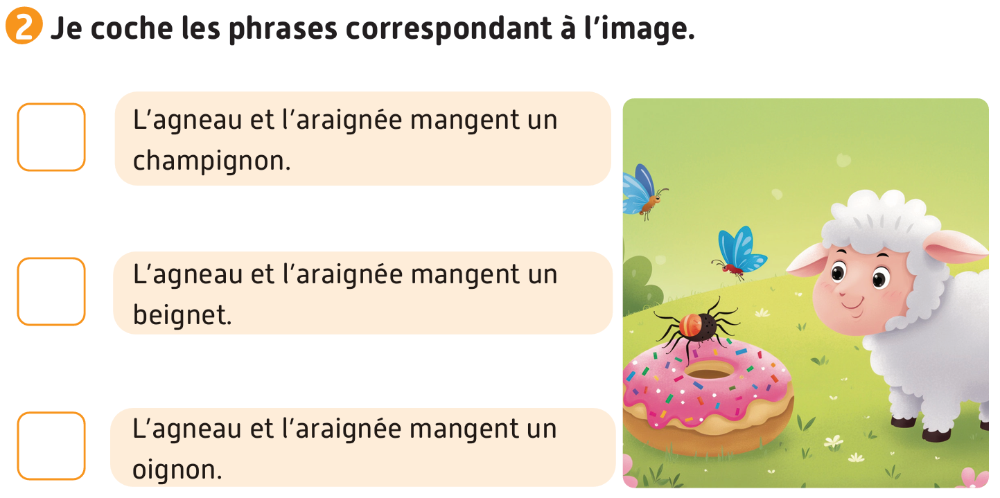 2 Je coche les phrases correspondant à l’image.
L’agneau et l’araignée mangent un
champignon.
L’agneau et l’araignée mangent un
beignet.
L’agneau et l’araignée mangent un
oignon.